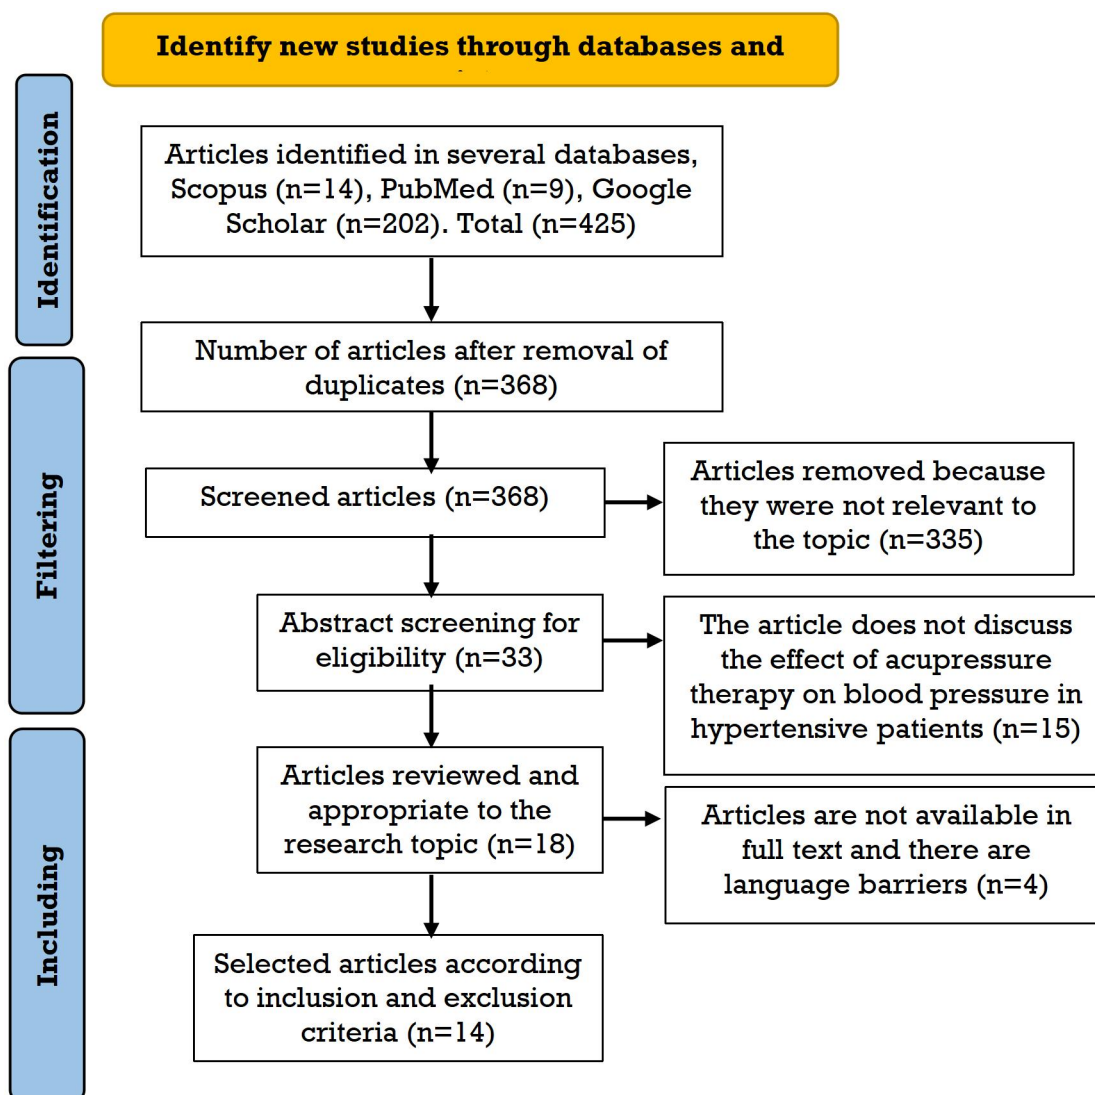 Identify new studies through databases and
Identification
Articles identified in several databases,
Scopus (n=14), PubMed (n=9), Google
Scholar (n=202). Total (n=425)
Number of articles after removal of
duplicates (n=368)
Filtering
Screened articles (n=368)
Articles removed because
they were not relevant to
the topic (n=335)
Abstract screening for
eligibility (n=33)
The article does not discuss
the effect of acupressure
therapy on blood pressure in
hypertensive patients (n=15)
Including
Articles reviewed and
appropriate to the
research topic (n=18)
Articles are not available in
full text and there are
language barriers (n=4)
Selected articles according
to inclusion and exclusion
criteria (n=14)